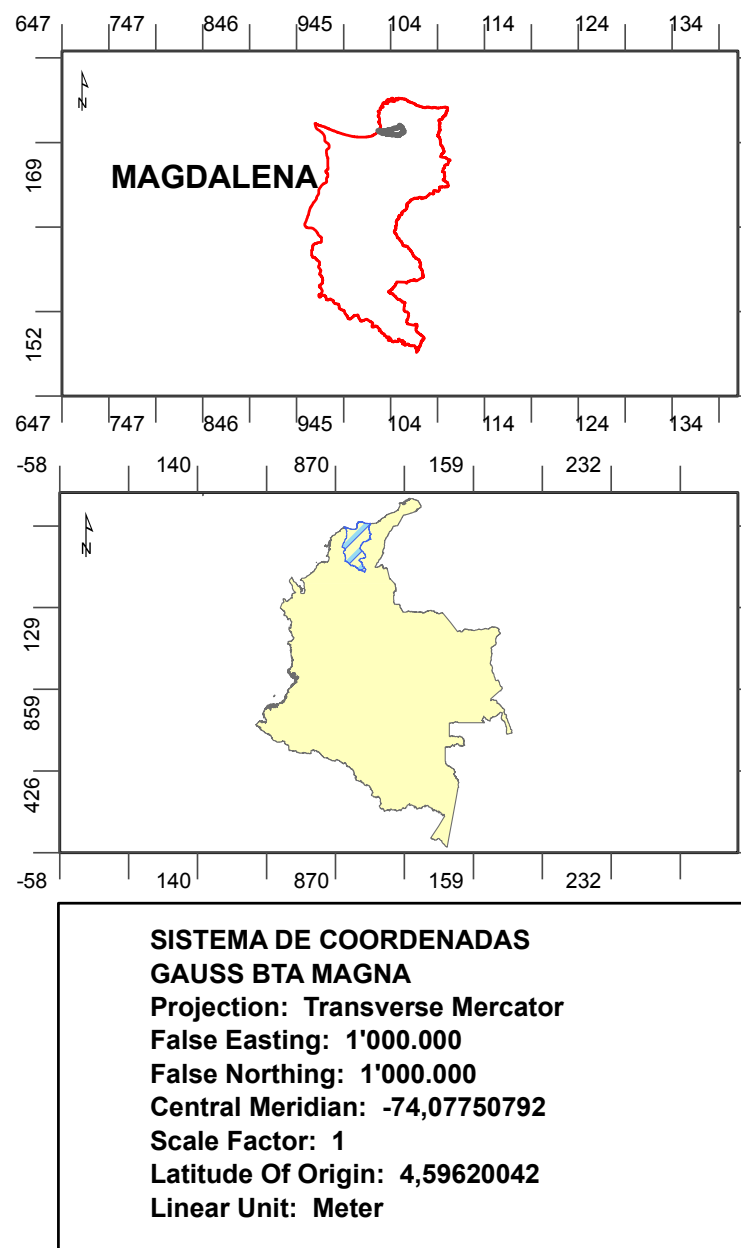 647 747 846 945 104 114 124 134
N
169
MAGDALENA
152
647 747 846 945 104 114 124 134
-58 140 870 159 232
N
129
859
426
-58 140 870 159 232
SISTEMA DE COORDENADAS
GAUSS BTA MAGNA
Projection: Transverse Mercator
False Easting: 1'000.000
False Northing: 1'000.000
Central Meridian: -74,07750792
Scale Factor: 1
Latitude Of Origin: 4,59620042
Linear Unit: Meter